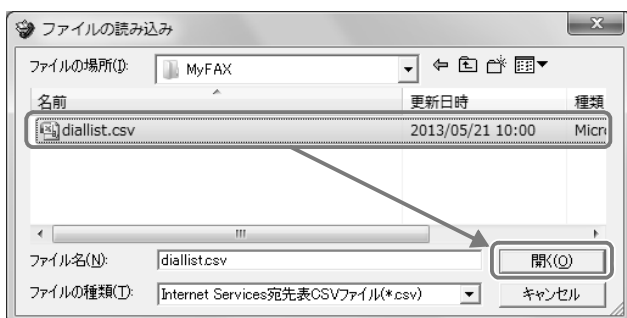 ファイルの読み込み
ファイルの場所(I): MyFAX
名前 更新日時 種類
diallist.csv 2013/05/21 10:00 Micro
ファイル名(N): diallist.csv 開く(O)
ファイルの種類(T): Internet Services宛先表CSVファイル(*.csv) キャンセル